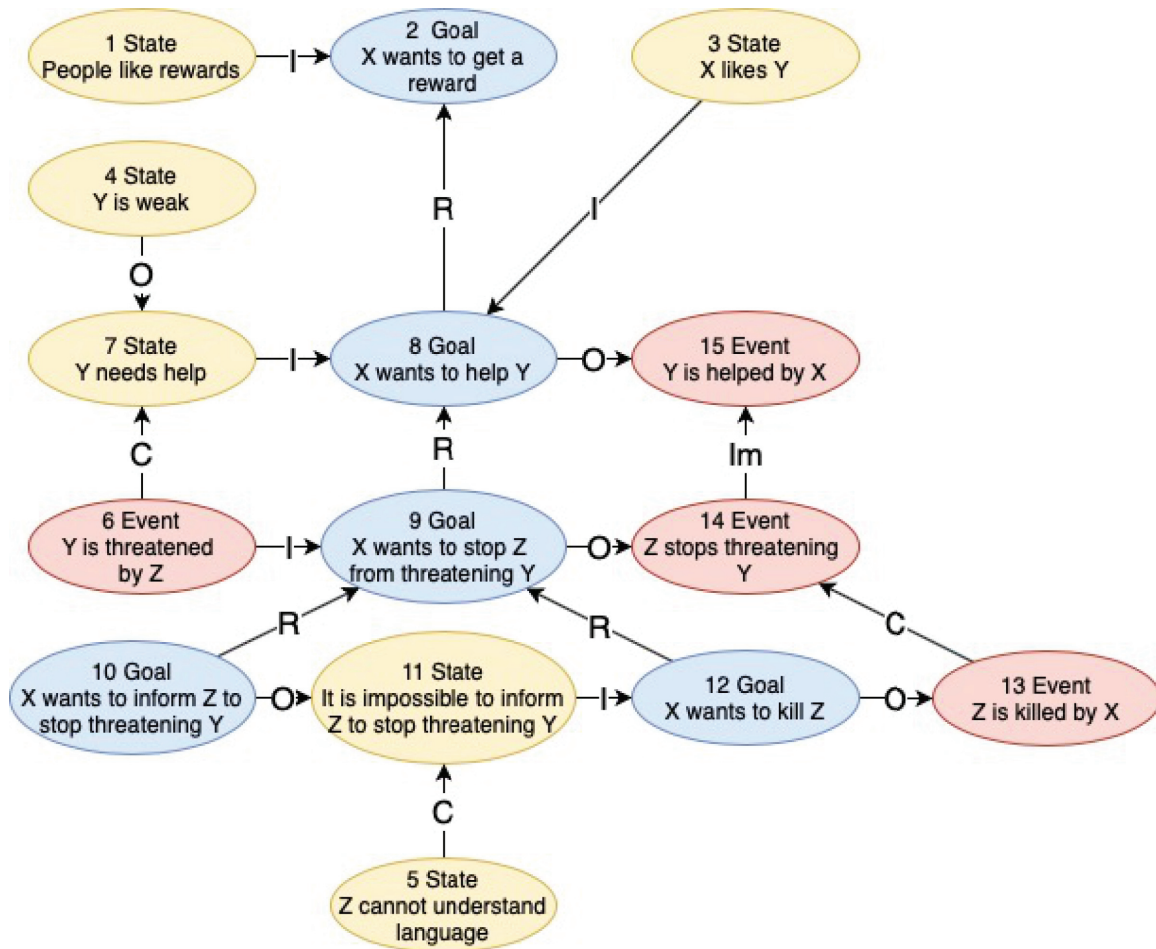 1 State
People like rewards
I
2 Goal
X wants to get a
reward
3 State
X likes Y
4 State
Y is weak
R
I
O
7 State
Y needs help
I
8 Goal
X wants to help Y
O
15 Event
Y is helped by X
C
R
Im
6 Event
Y is threatened
by Z
I
9 Goal
X wants to stop Z
from threatening Y
O
14 Event
Z stops threatening
Y
R
R
C
10 Goal
X wants to inform Z to
stop threatening Y
O
11 State
It is impossible to inform
Z to stop threatening Y
I
12 Goal
X wants to kill Z
O
13 Event
Z is killed by X
C
5 State
Z cannot understand
language